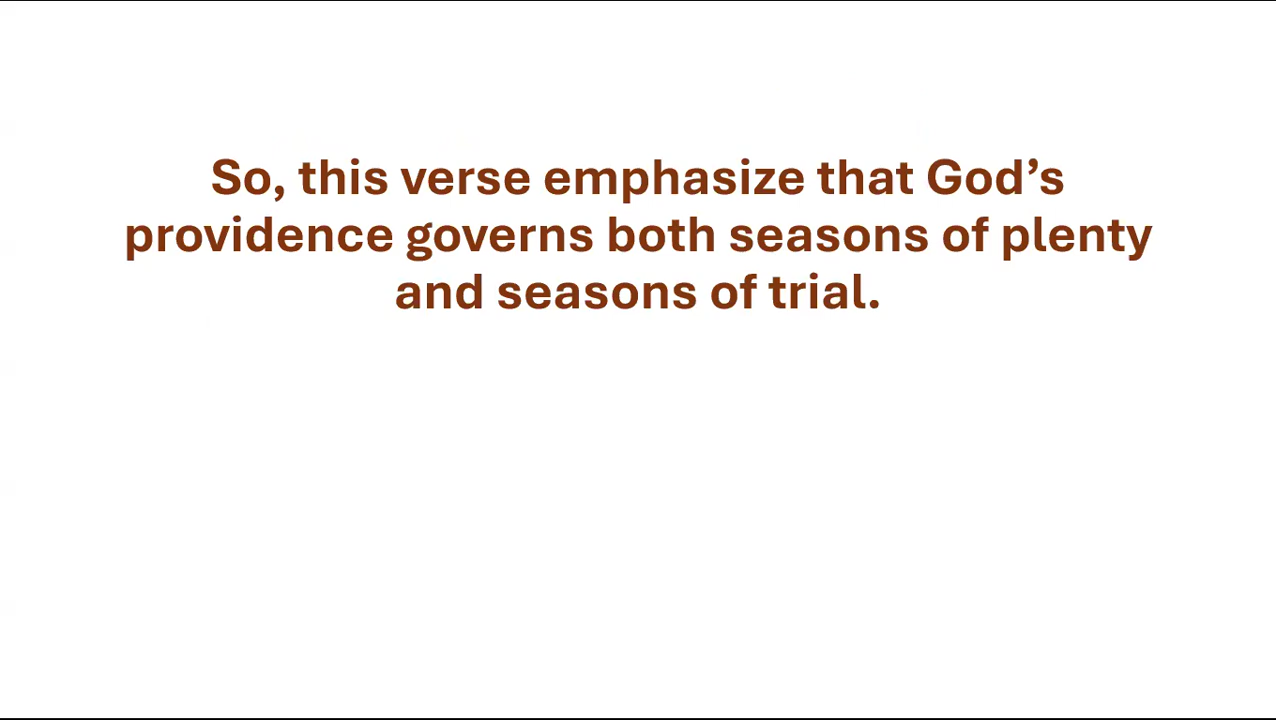 So, this verse emphasize that God’s
providence governs both seasons of plenty
and seasons of trial.